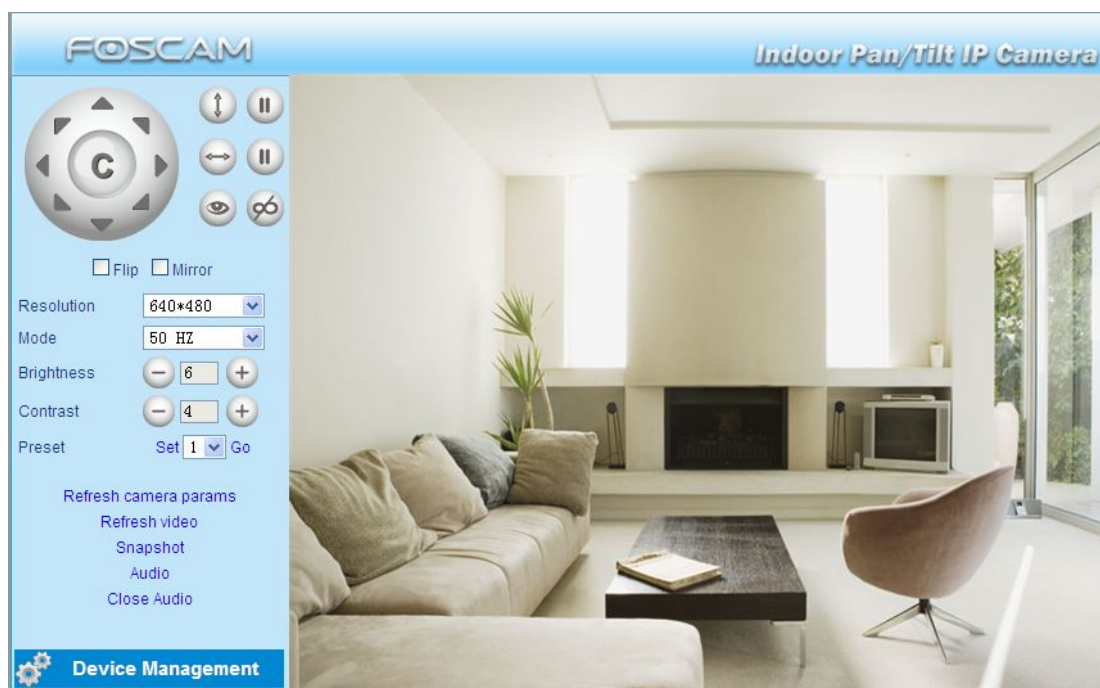 FOSCAM
Indoor Pan/Tilt IP Camera
C
Flip Mirror
Resolution 640*480
Mode 50 HZ
Brightness 6
Contrast 4
Preset Set 1 Go
Refresh camera params
Refresh video
Snapshot
Audio
Close Audio
Device Management